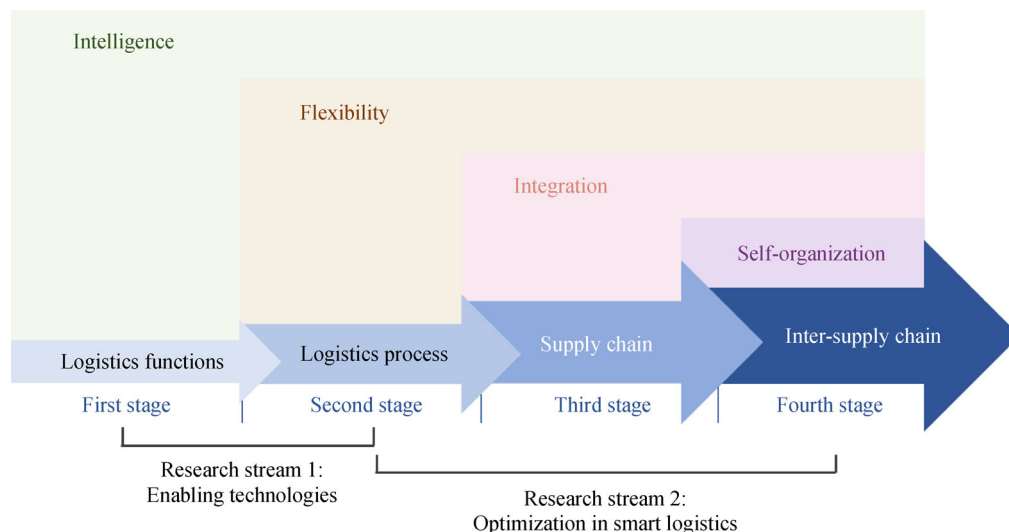 Intelligence
Flexibility
Integration
Self-organization
Logistics functions
Logistics process
Supply chain
Inter-supply chain
First stage
Second stage
Third stage
Fourth stage
Research stream 1:
Enabling technologies
Research stream 2:
Optimization in smart logistics